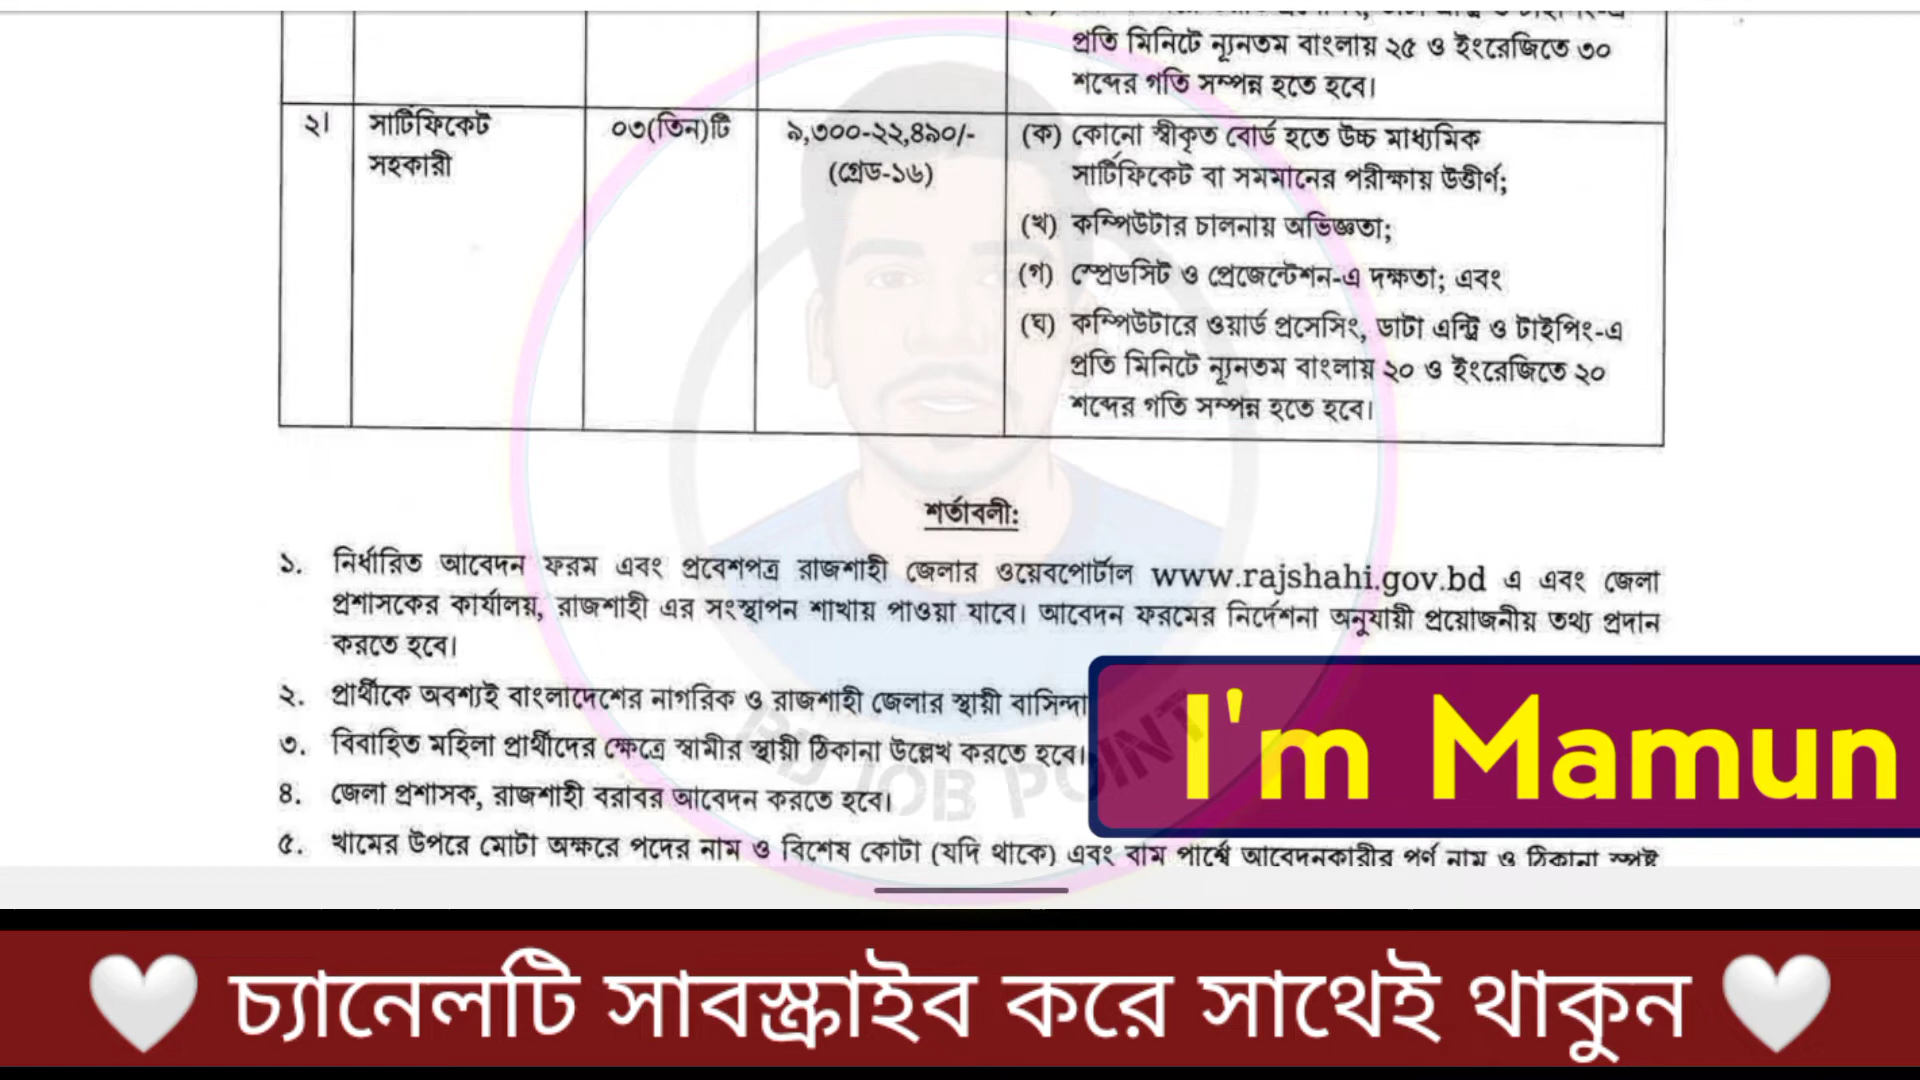 প্রতি মিনিটে ন্যূনতম বাংলায় ২৫ ও ইংরেজিতে ৩০
শব্দের গতি সম্পন্ন হতে হবে।
২। সার্টিফিকেট সহকারী
০৩(তিন)টি
৯,৩০০-২২,৪৯০/-
(গ্রেড-১৬)
(ক) কোনো স্বীকৃত বোর্ড হতে উচ্চ মাধ্যমিক
সার্টিফিকেট বা সমমানের পরীক্ষায় উত্তীর্ণ;
(খ) কম্পিউটার চালনায় অভিজ্ঞতা;
(গ) স্প্রেডসিট ও প্রেজেন্টেশন-এ দক্ষতা; এবং
(ঘ) কম্পিউটারে ওয়ার্ড প্রসেসিং, ডাটা এন্ট্রি ও টাইপিং-এ
প্রতি মিনিটে ন্যূনতম বাংলায় ২০ ও ইংরেজিতে ২০
শব্দের গতি সম্পন্ন হতে হবে।
শর্তাবলী:
১. নির্ধারিত আবেদন ফরম এবং প্রবেশপত্র রাজশাহী জেলার ওয়েবপোর্টাল www.rajshahi.gov.bd এ এবং জেলা
প্রশাসকের কার্যালয়, রাজশাহী এর সংস্থাপন শাখায় পাওয়া যাবে। আবেদন ফরমের নির্দেশনা অনুযায়ী প্রয়োজনীয় তথ্য প্রদান
করতে হবে।
২. প্রার্থীকে অবশ্যই বাংলাদেশের নাগরিক ও রাজশাহী জেলার স্থায়ী বাসিন্দা
৩. বিবাহিত মহিলা প্রার্থীদের ক্ষেত্রে স্বামীর স্থায়ী ঠিকানা উল্লেখ করতে হবে।
৪. জেলা প্রশাসক, রাজশাহী বরাবর আবেদন করতে হবে।
৫. খামের উপরে মোটা অক্ষরে পদের নাম ও বিশেষ কোটা (যদি থাকে) এবং বাম পার্শ্বে আবেদনকারীর পূর্ণ নাম ও ঠিকানা স্পষ্ট
BD JOB POINT
I'm Mamun
চ্যানেলটি সাবস্ক্রাইব করে সাথেই থাকুন